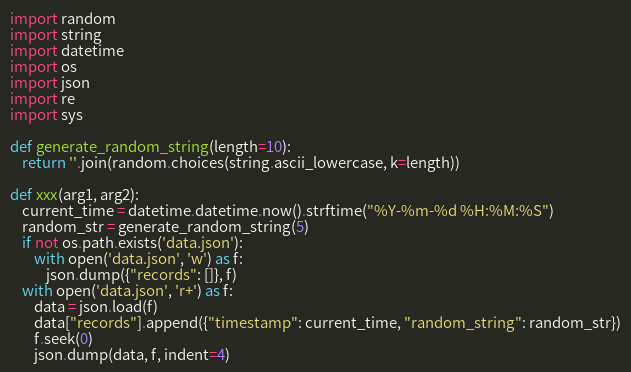 import random
import string
import datetime
import os
import json
import re
import sys

def generate_random_string(length=10):
    return ''.join(random.choices(string.ascii_lowercase, k=length))

def xxx(arg1, arg2):
    current_time = datetime.datetime.now().strftime("%Y-%m-%d %H:%M:%S")
    random_str = generate_random_string(5)
    if not os.path.exists('data.json'):
        with open('data.json', 'w') as f:
            json.dump({"records": []}, f)
    with open('data.json', 'r+') as f:
        data = json.load(f)
        data["records"].append({"timestamp": current_time, "random_string": random_str})
        f.seek(0)
        json.dump(data, f, indent=4)